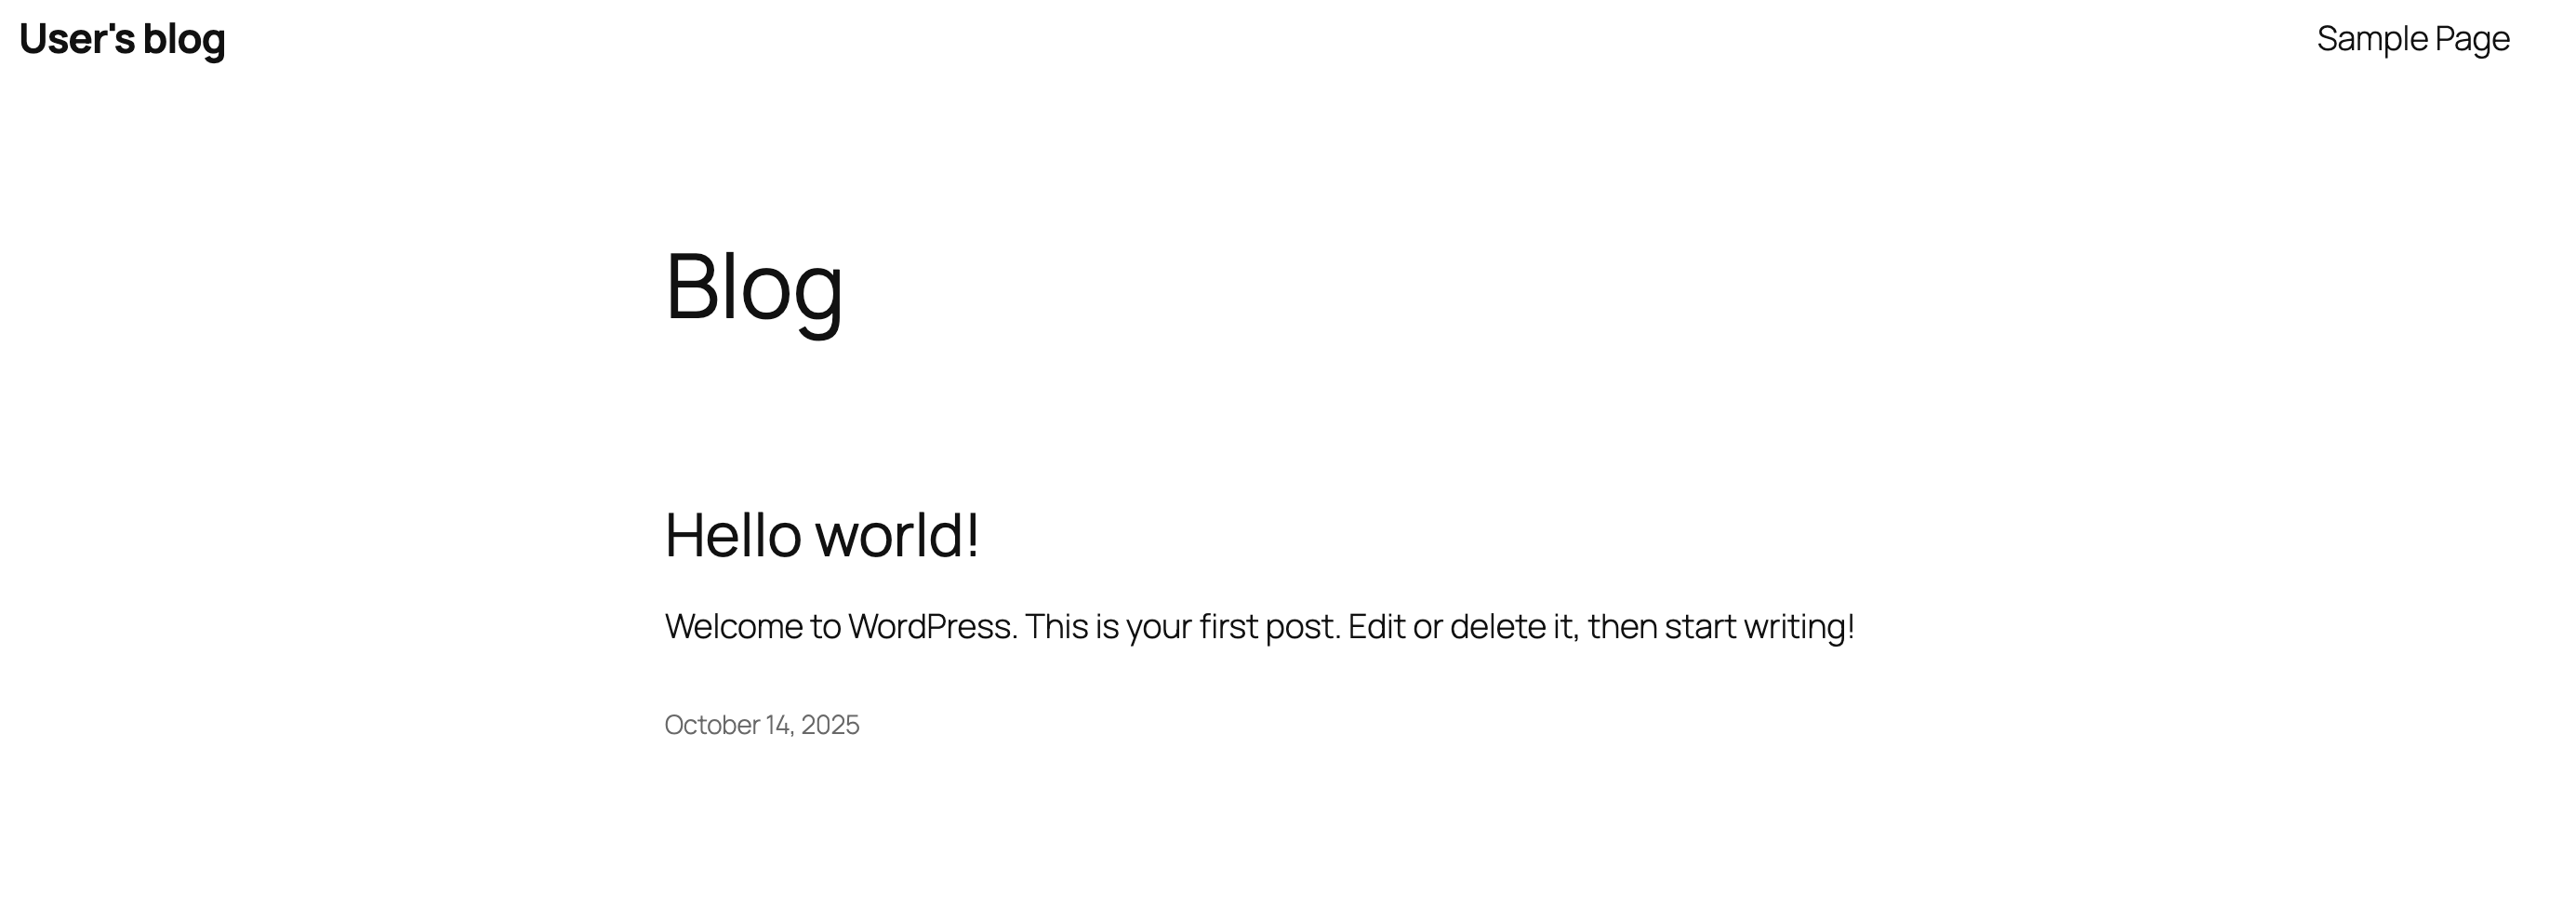 User's blog
Sample Page
Blog
Hello world!
Welcome to WordPress. This is your first post. Edit or delete it, then start writing!
October 14, 2025